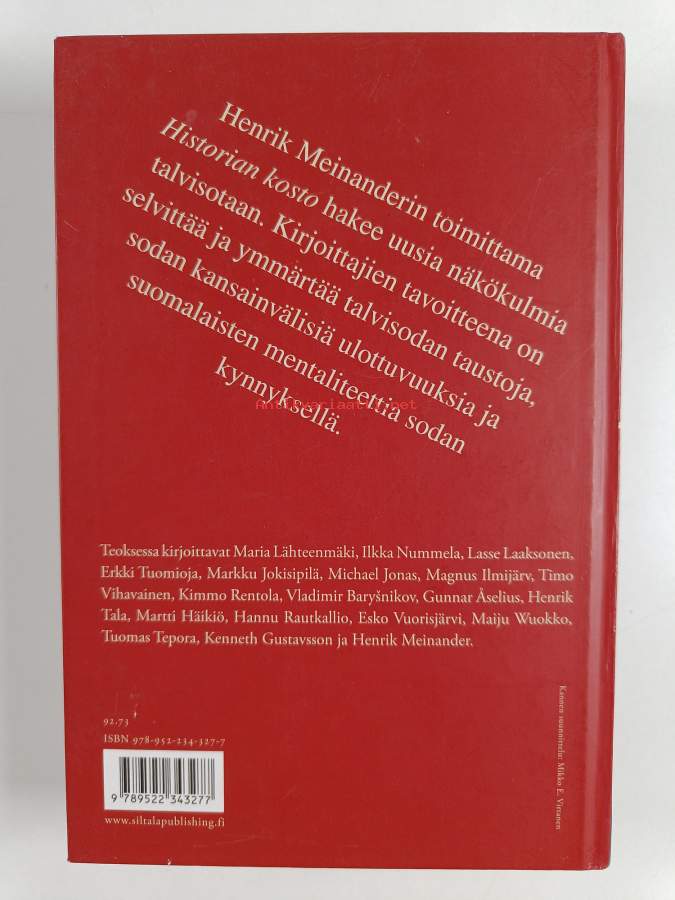 Henrik Meinanderin toimittama
Historian kosto hakee uusia näkökulmia
talvisotaan. Kirjoittajien tavoitteena on
selvittää ja ymmärtää talvisodan taustoja,
sodan kansainvälisiä ulottuvuuksia ja
suomalaisten mentaliteettia sodan
kynnyksellä.
Antikvariaatti.net
Teoksessa kirjoittavat Maria Lähteenmäki, Ilkka Nummela, Lasse Laaksonen,
Erkki Tuomioja, Markku Jokisipilä, Michael Jonas, Magnus Ilmijärv, Timo
Vihavainen, Kimmo Rentola, Vladimir Baryšnikov, Gunnar Åselius, Henrik
Tala, Martti Häikiö, Hannu Rautkallio, Esko Vuorisjärvi, Maiju Wuokko,
Tuomas Tepora, Kenneth Gustavsson ja Henrik Meinander.
Kannen suunnittelu: Mikko E. Virtanen
92.73
ISBN 978-952-234-327-7
9 789522 343277
www.siltalapublishing.fi